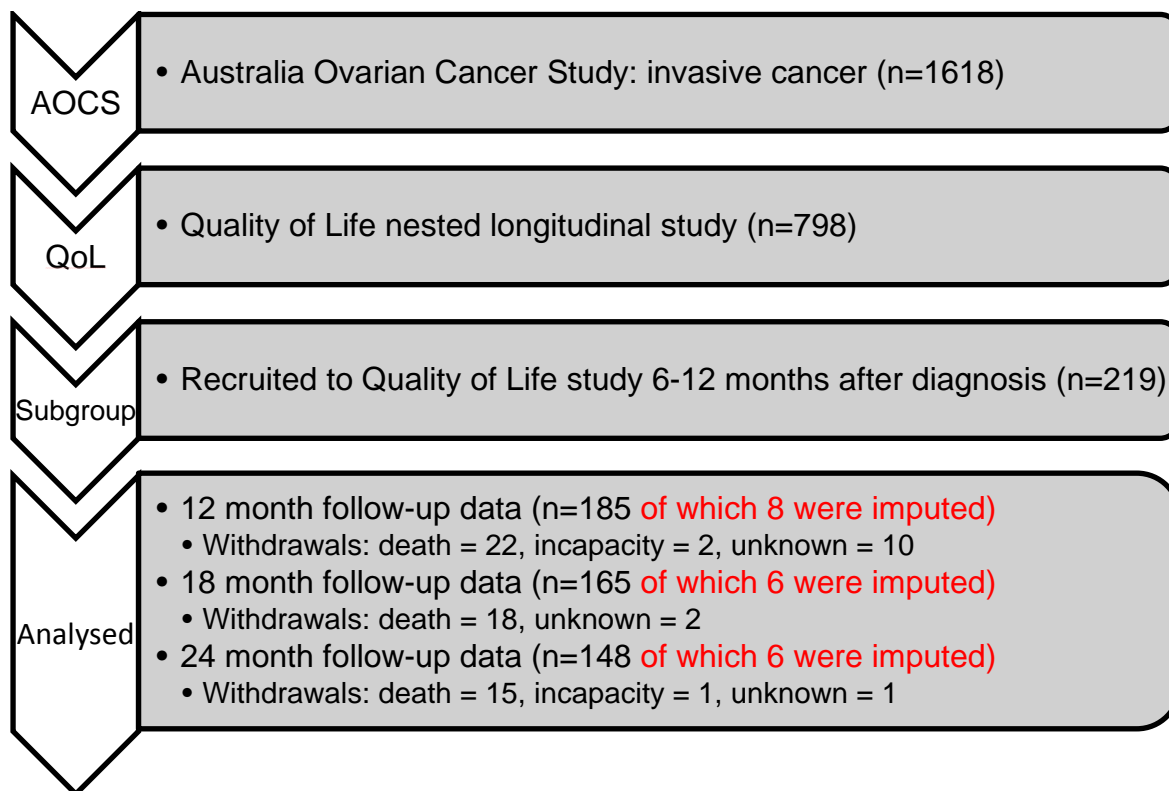 AOCS
• Australia Ovarian Cancer Study: invasive cancer (n=1618)
QoL
• Quality of Life nested longitudinal study (n=798)
Subgroup
• Recruited to Quality of Life study 6-12 months after diagnosis (n=219)
Analysed
• 12 month follow-up data (n=185 of which 8 were imputed)
• Withdrawals: death = 22, incapacity = 2, unknown = 10
• 18 month follow-up data (n=165 of which 6 were imputed)
• Withdrawals: death = 18, unknown = 2
• 24 month follow-up data (n=148 of which 6 were imputed)
• Withdrawals: death = 15, incapacity = 1, unknown = 1